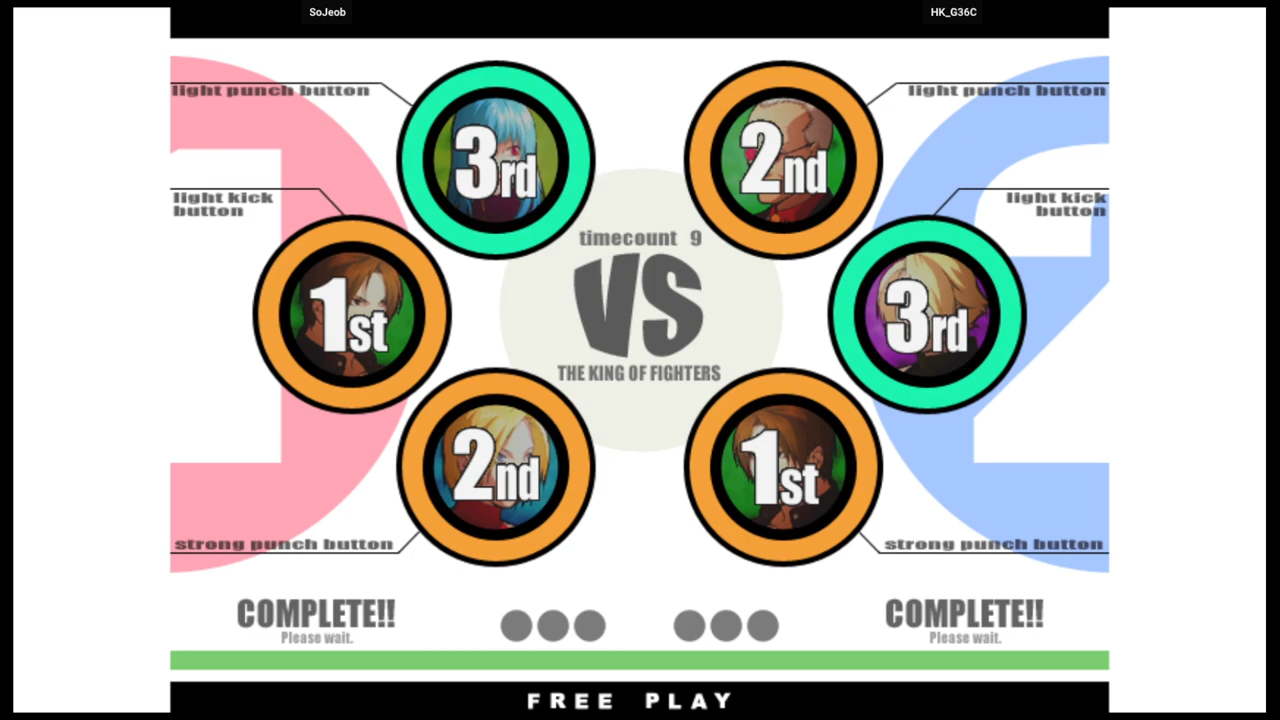 SoJeob
HK_G36C
light punch button
light punch button
3rd
2nd
light kick
button
light kick
button
timecount 9
1st
VS
3rd
THE KING OF FIGHTERS
2nd
1st
strong punch button
strong punch button
COMPLETE!!
Please wait.
COMPLETE!!
Please wait.
FREE PLAY